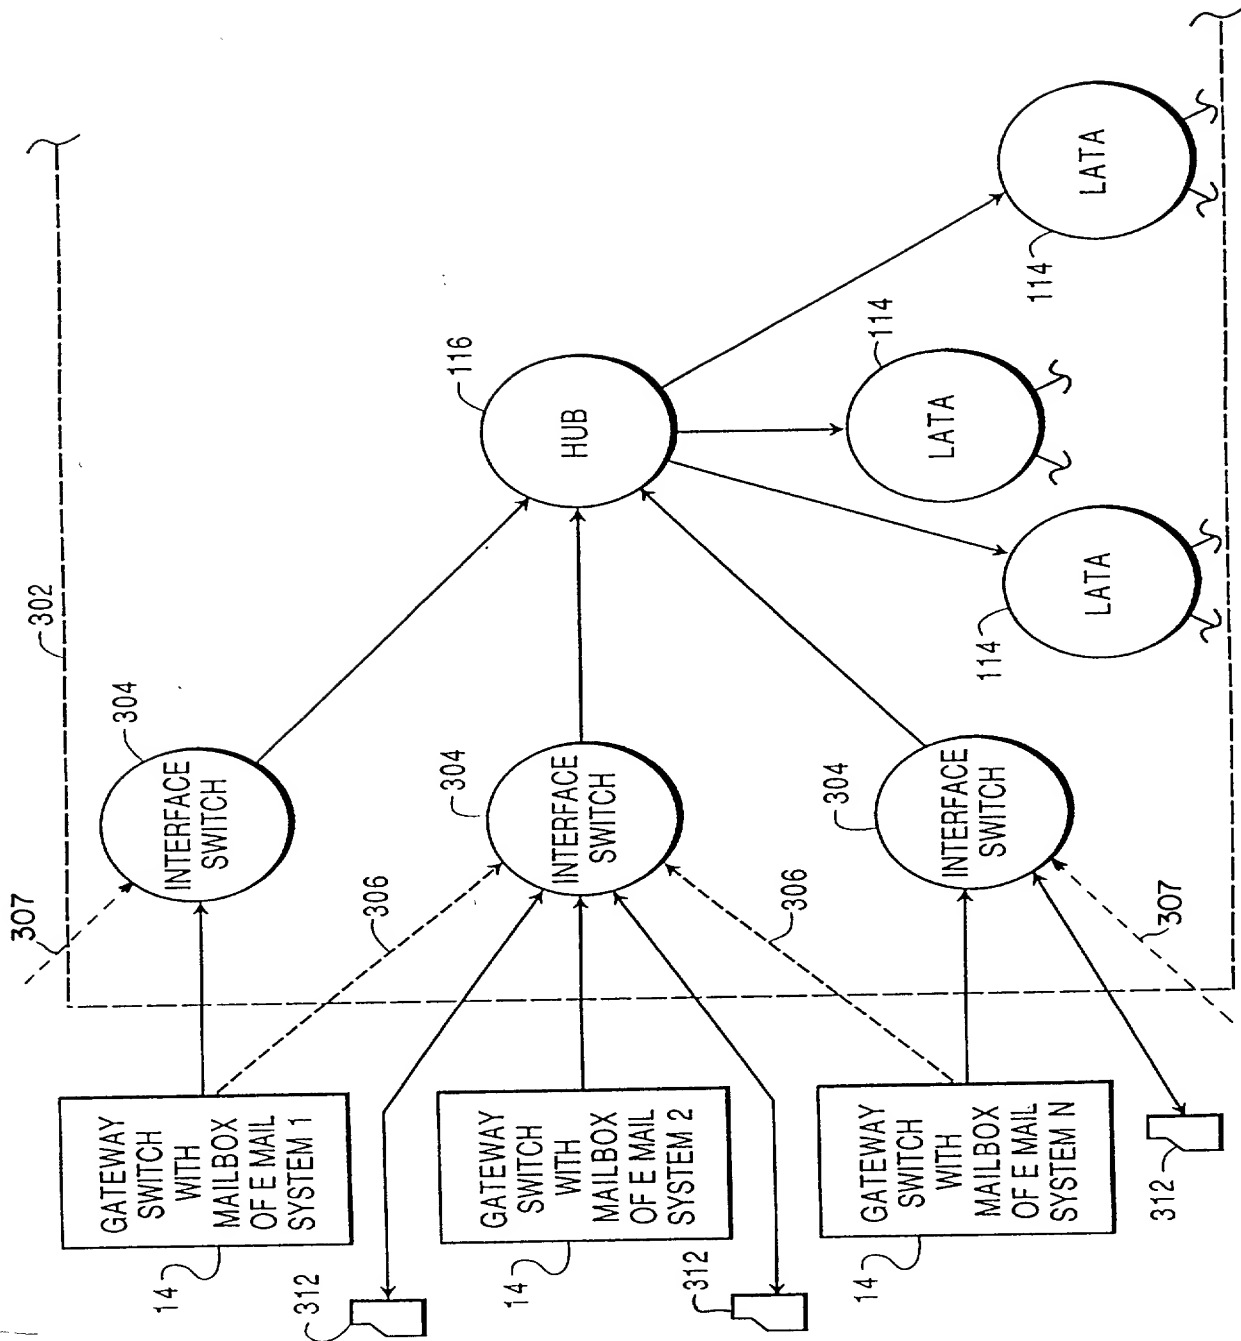 GATEWAY
SWITCH
WITH
MAILBOX
OF E MAIL
SYSTEM 1
14
312
GATEWAY
SWITCH
WITH
MAILBOX
OF E MAIL
SYSTEM 2
14
312
GATEWAY
SWITCH
WITH
MAILBOX
OF E MAIL
SYSTEM N
14
312
307
INTERFACE
SWITCH
304
306
INTERFACE
SWITCH
304
306
INTERFACE
SWITCH
304
307
302
HUB
116
LATA
114
LATA
114
LATA
114